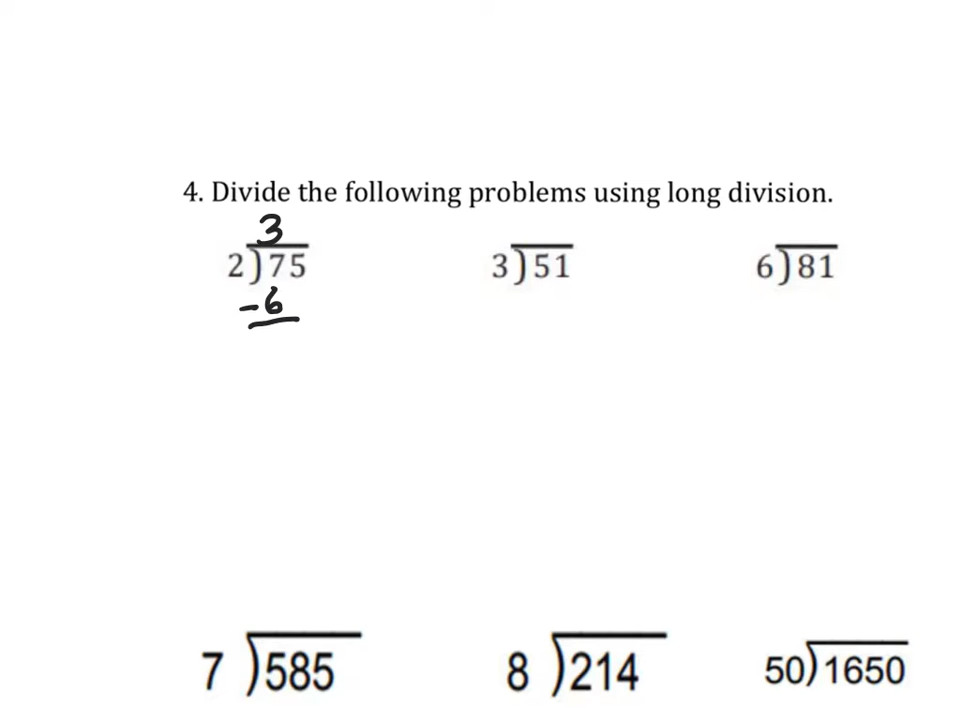 4. Divide the following problems using long division.
3
2)75 3)51 6)81
-6
7)585 8)214 50)1650